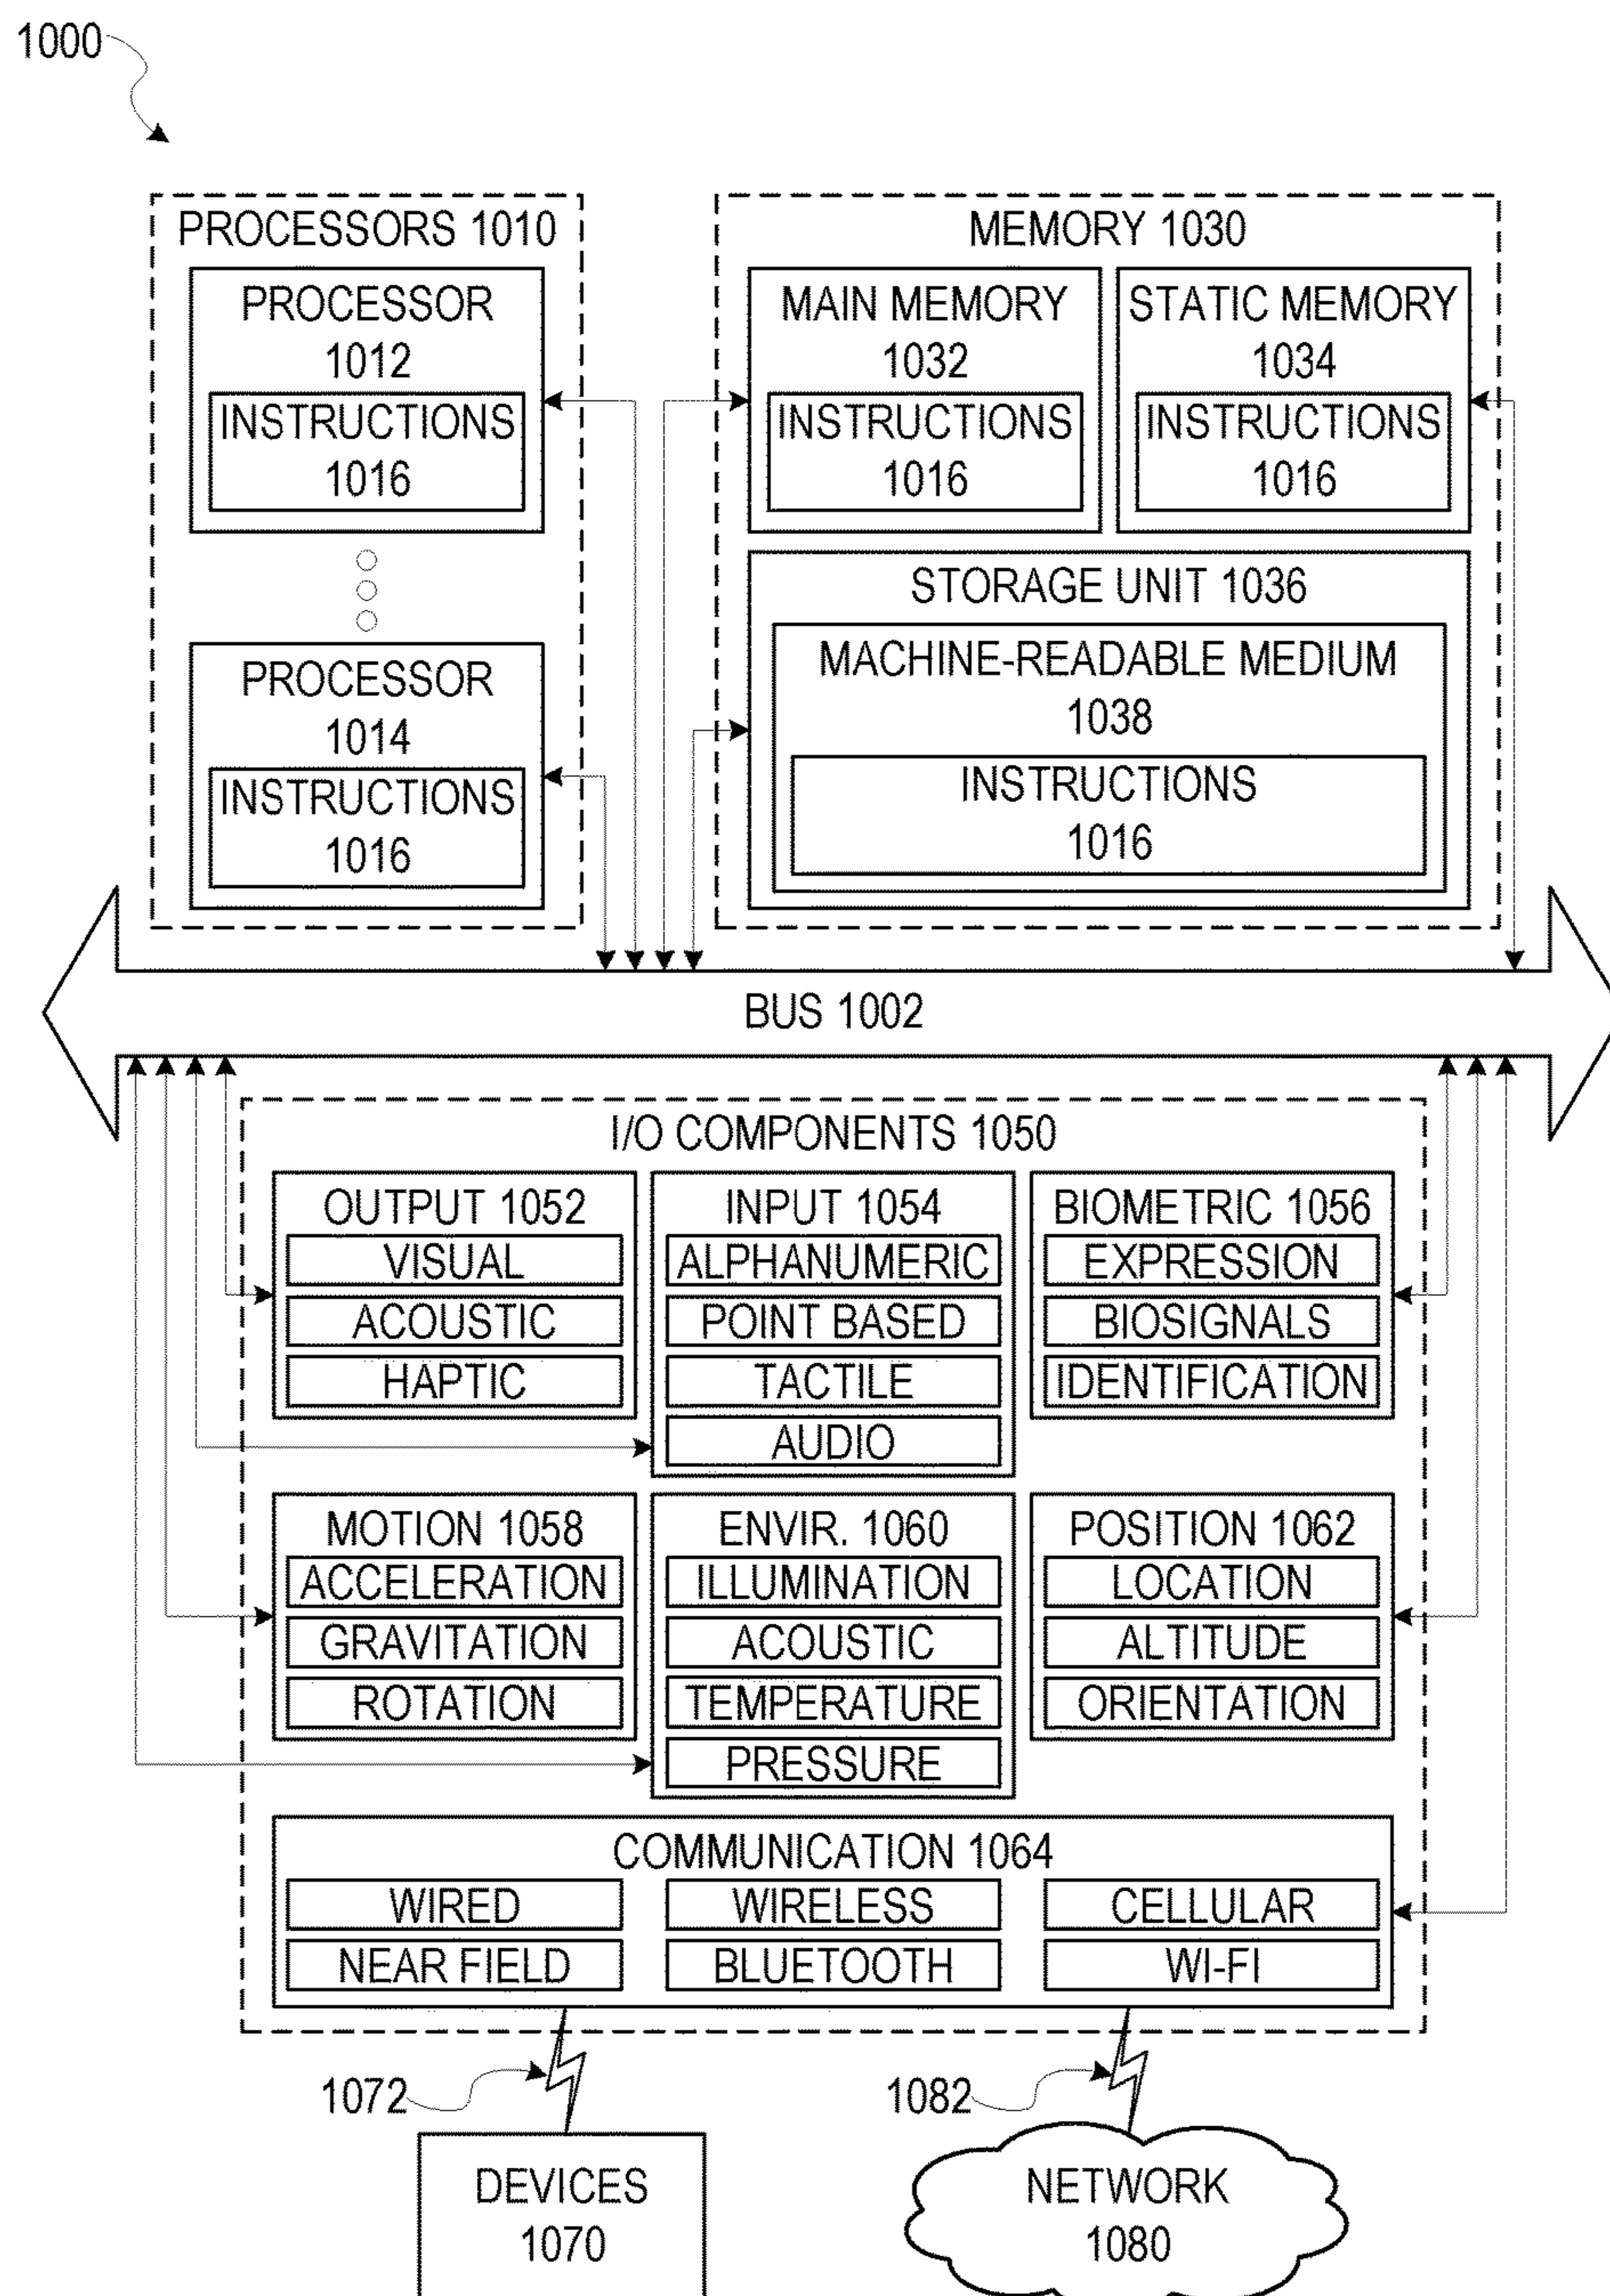 1000
PROCESSORS 1010
PROCESSOR
1012
INSTRUCTIONS
1016
PROCESSOR
1014
INSTRUCTIONS
1016
MEMORY 1030
MAIN MEMORY
1032
INSTRUCTIONS
1016
STATIC MEMORY
1034
INSTRUCTIONS
1016
STORAGE UNIT 1036
MACHINE-READABLE MEDIUM
1038
INSTRUCTIONS
1016
BUS 1002
I/O COMPONENTS 1050
OUTPUT 1052
VISUAL
ACOUSTIC
HAPTIC
INPUT 1054
ALPHANUMERIC
POINT BASED
TACTILE
AUDIO
BIOMETRIC 1056
EXPRESSION
BIOSIGNALS
IDENTIFICATION
MOTION 1058
ACCELERATION
GRAVITATION
ROTATION
ENVIR. 1060
ILLUMINATION
ACOUSTIC
TEMPERATURE
PRESSURE
POSITION 1062
LOCATION
ALTITUDE
ORIENTATION
COMMUNICATION 1064
WIRED
WIRELESS
CELLULAR
NEAR FIELD
BLUETOOTH
WI-FI
1072
1082
DEVICES
1070
NETWORK
1080